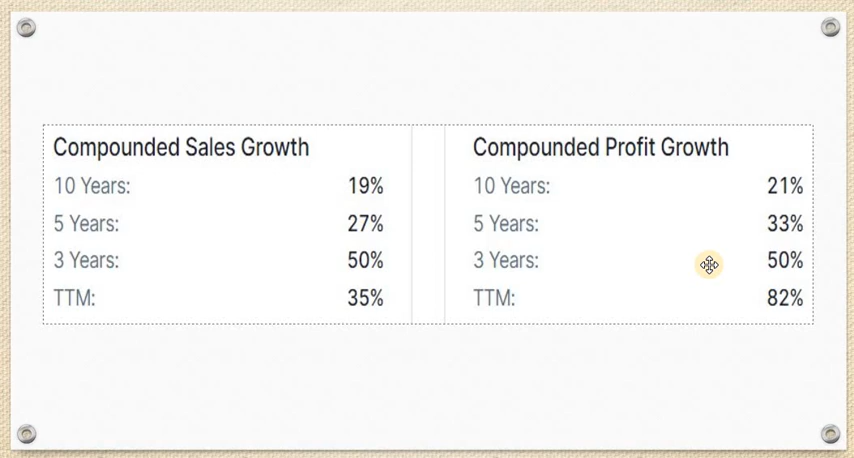 Compounded Sales Growth
10 Years: 19%
5 Years: 27%
3 Years: 50%
TTM: 35%
Compounded Profit Growth
10 Years: 21%
5 Years: 33%
3 Years: 50%
TTM: 82%